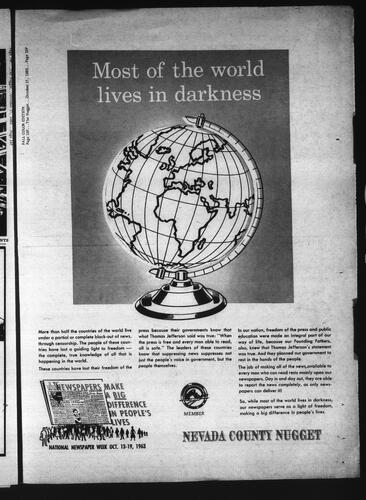 FALL COLOR EDITION
Page 10F The Nugget October 17, 1963 Page 10F
Most of the world
lives in darkness
More than half the countries of the world live
under a partial or complete black-out of news,
through censorship. The people of these coun-
tries have lost a guiding light to freedom —
the complete, true knowledge of all that is
happening in the world.
These countries have lost their freedom of the
press because their governments know that
what Thomas Jefferson said was true: "When
the press is free and every man able to read,
all is safe." The leaders of these countries
know that suppressing news suppresses not
just the people's voice in government, but the
people themselves.
In our nation, freedom of the press and public
education were made an integral part of our
way of life, because our Founding Fathers,
also, knew that Thomas Jefferson's statement
was true. And they planned our government to
rest in the hands of the people.
The job of making all of the news, available to
every man who can read rests mainly upon our
newspapers. Day in and day out, they are able
to report the news completely, as only news-
papers can deliver it!
So, while most of the world lives in darkness,
our newspapers serve as a light of freedom,
making a big difference in people's lives.
NEWSPAPERS MAKE
A BIG
DIFFERENCE
IN PEOPLE'S
LIVES
NATIONAL NEWSPAPER WEEK OCT. 13-19, 1963
MEMBER
NEVADA COUNTY NUGGET